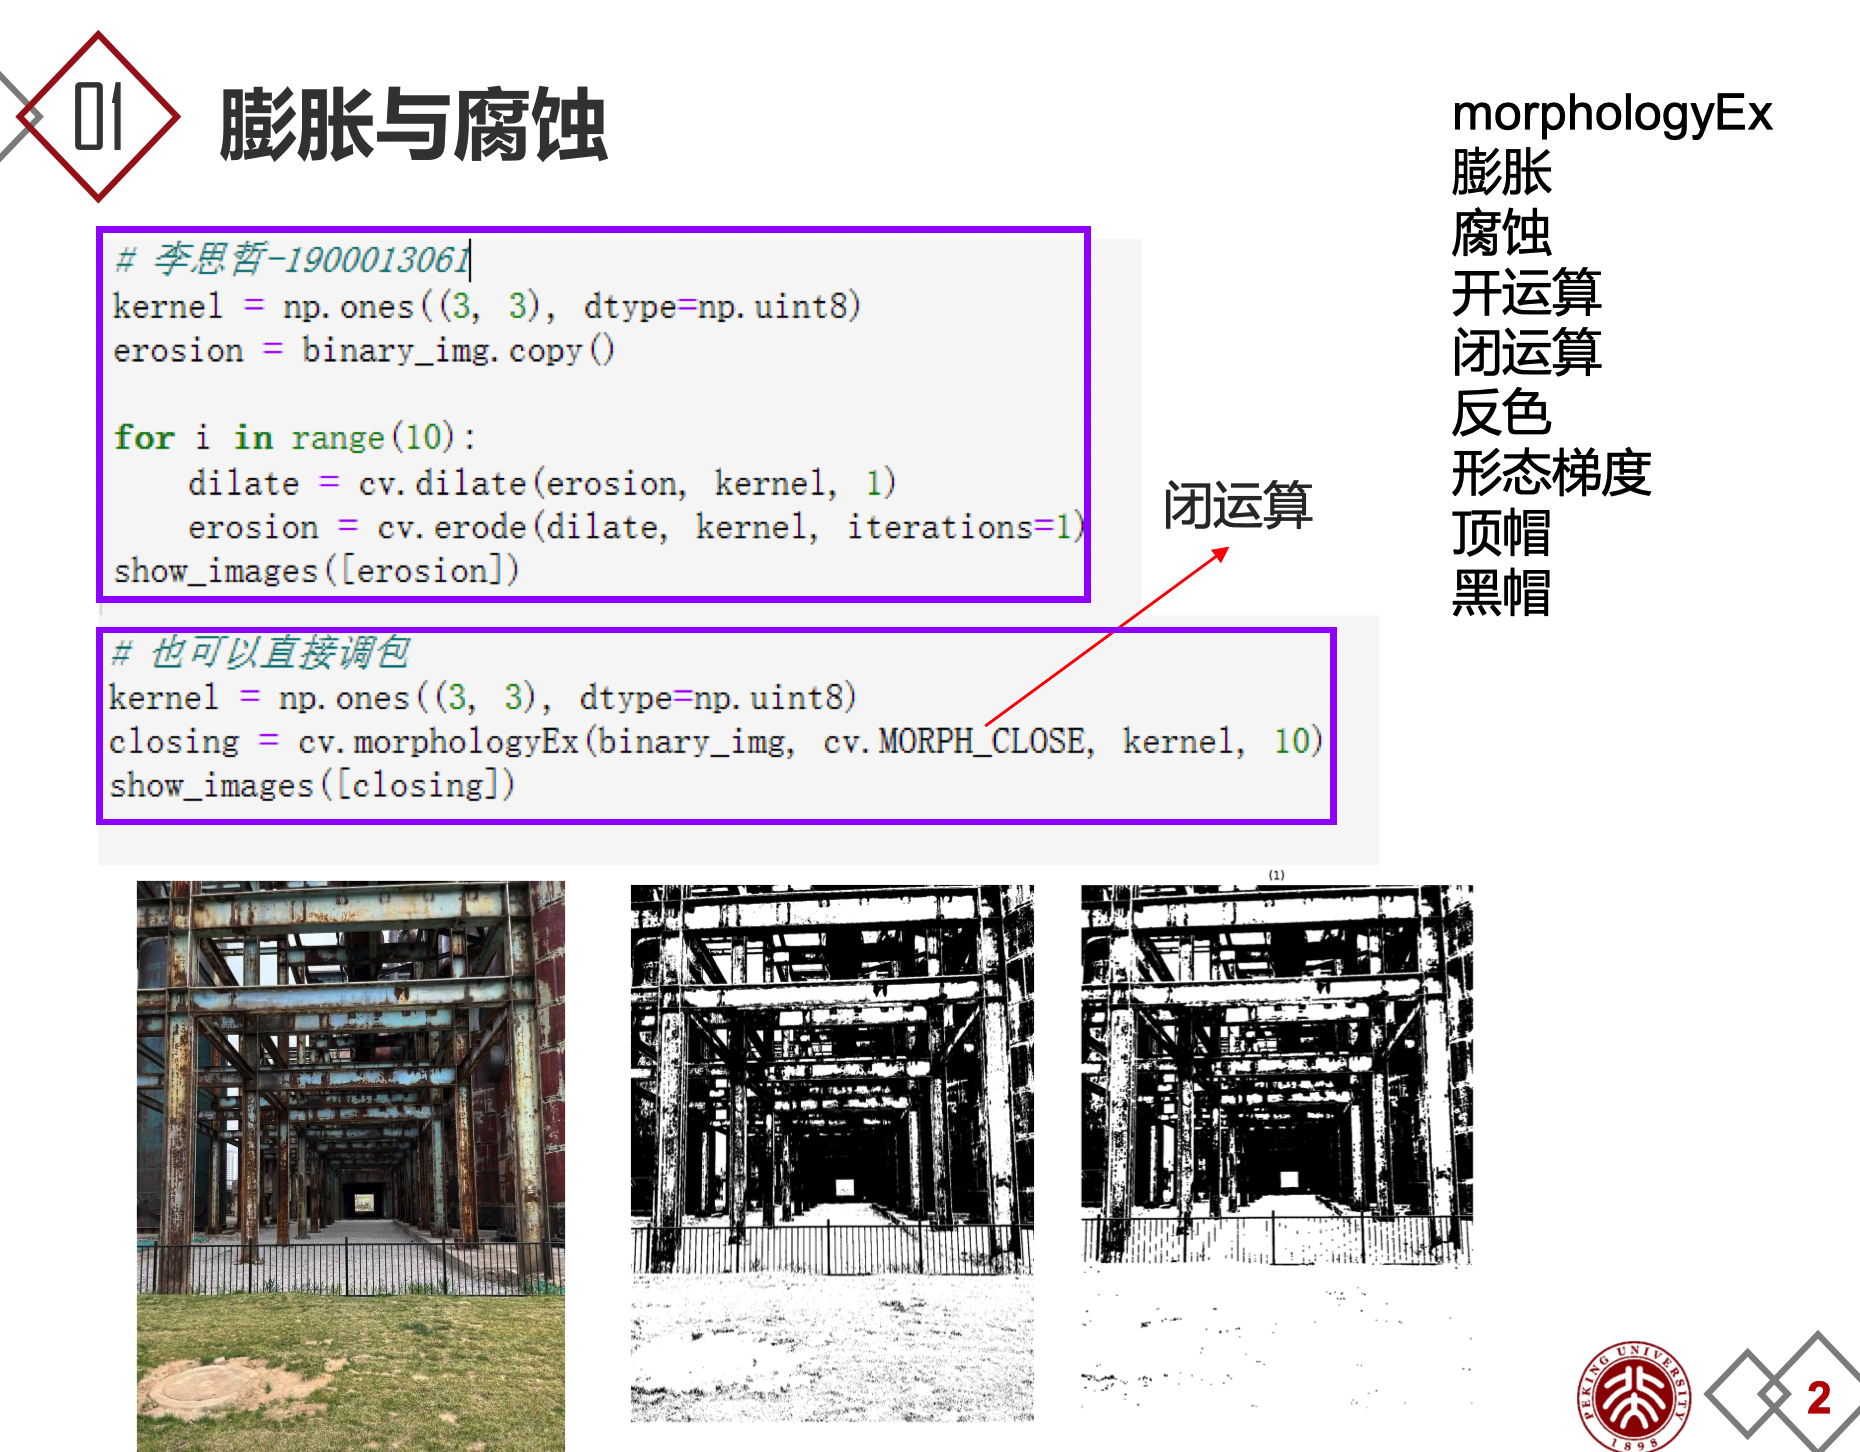 01
膨胀与腐蚀
# 李思哲-1900013061
kernel = np.ones((3, 3), dtype=np.uint8)
erosion = binary_img.copy()
for i in range(10):
    dilate = cv.dilate(erosion, kernel, 1)
    erosion = cv.erode(dilate, kernel, iterations=1)
show_images([erosion])
闭运算
# 也可以直接调包
kernel = np.ones((3, 3), dtype=np.uint8)
closing = cv.morphologyEx(binary_img, cv.MORPH_CLOSE, kernel, 10)
show_images([closing])
morphologyEx
膨胀
腐蚀
开运算
闭运算
反色
形态梯度
顶帽
黑帽
(1)
PEKING UNIVERSITY
1898
2